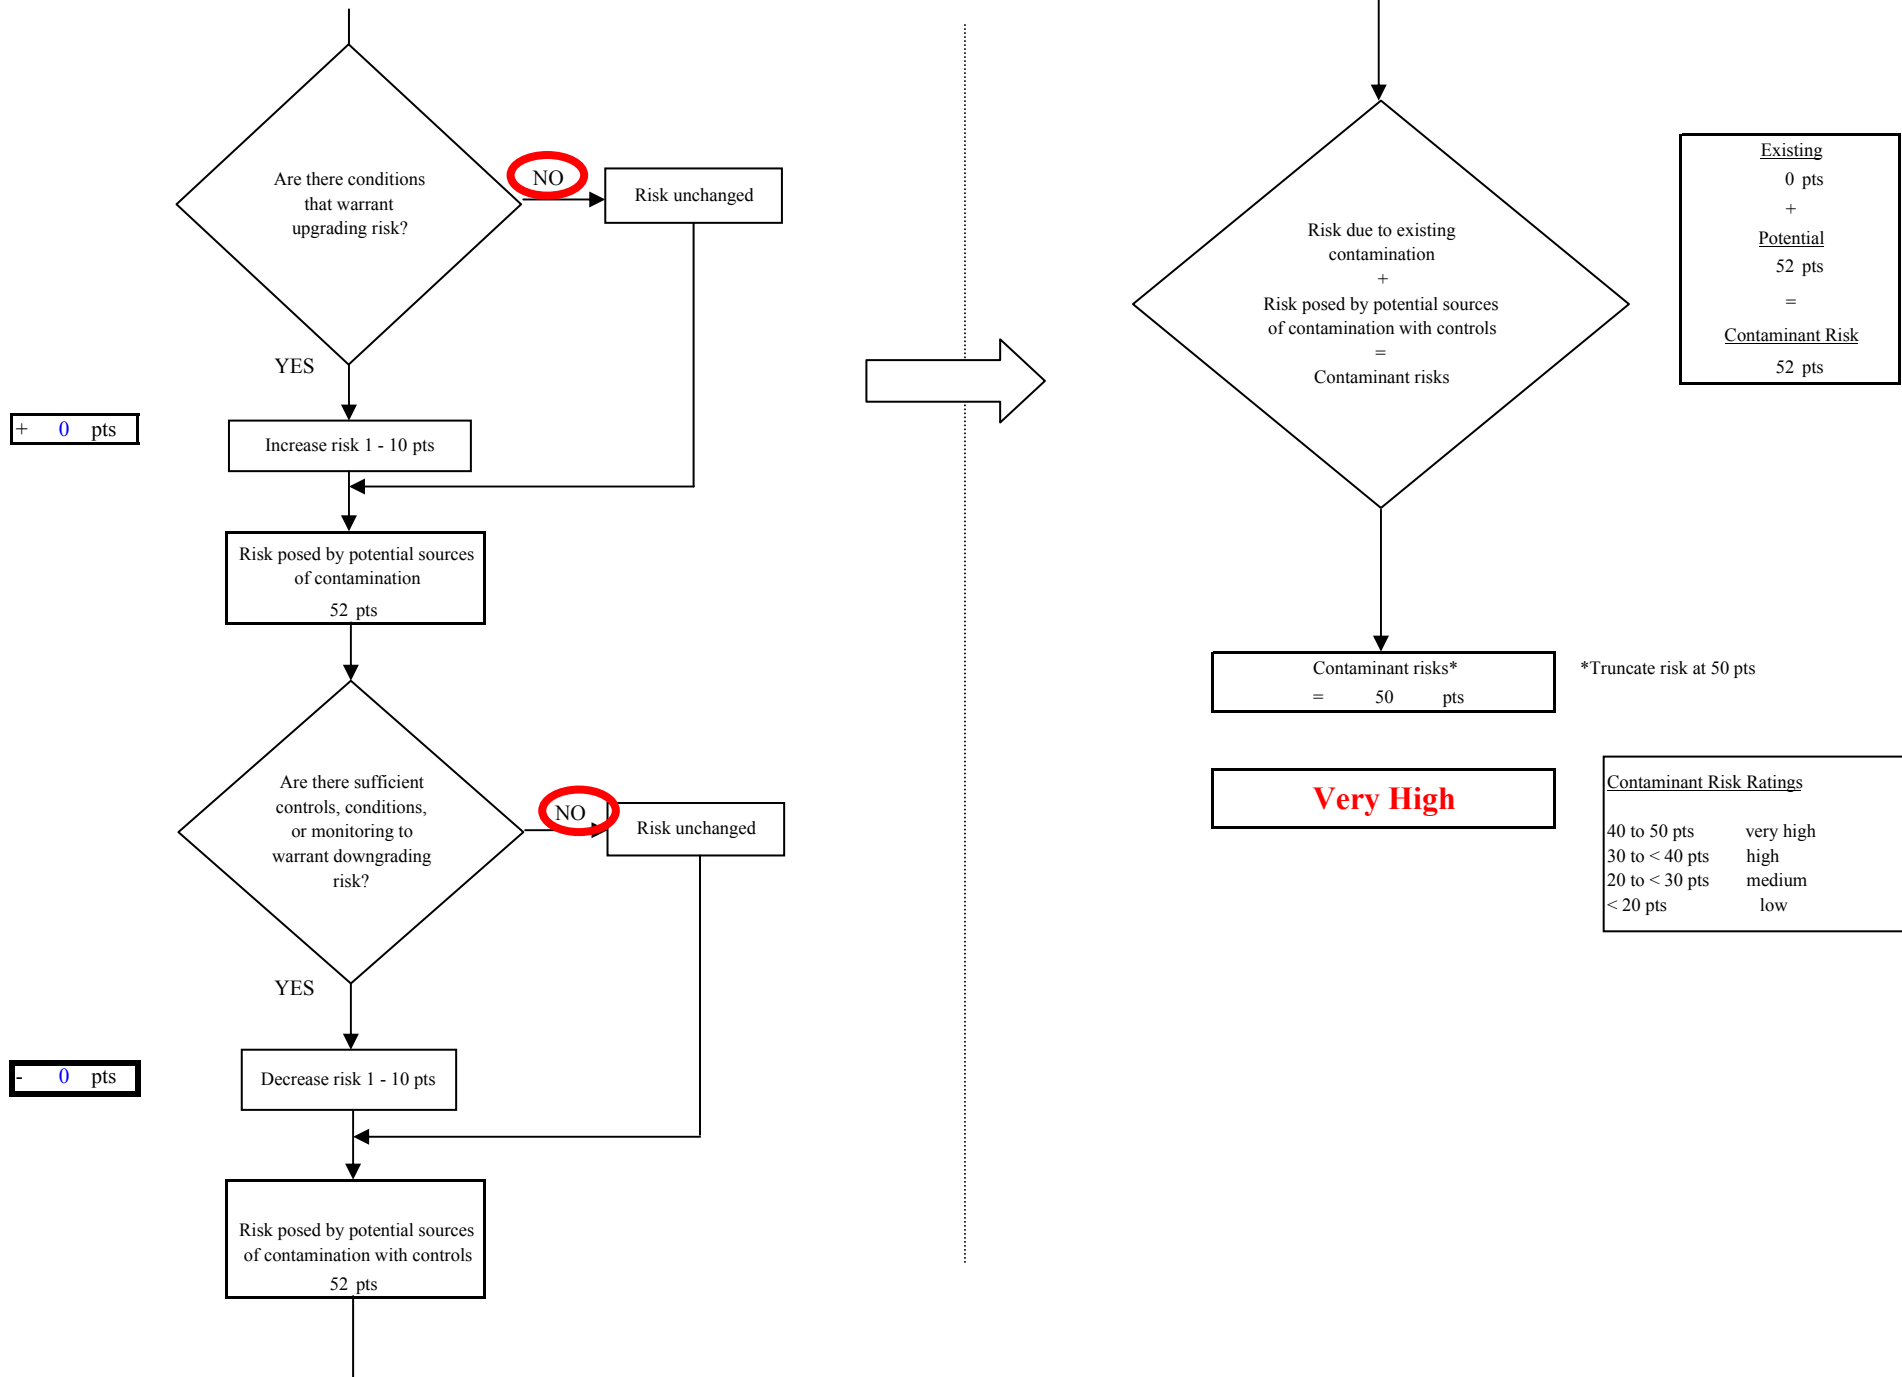 Are there conditions
that warrant
upgrading risk?
NO
Risk unchanged
YES
+ 0 pts
Increase risk 1 - 10 pts
Risk posed by potential sources
of contamination
52 pts
Are there sufficient
controls, conditions,
or monitoring to
warrant downgrading
risk?
NO
Risk unchanged
YES
- 0 pts
Decrease risk 1 - 10 pts
Risk posed by potential sources
of contamination with controls
52 pts
Risk due to existing
contamination
+
Risk posed by potential sources
of contamination with controls
=
Contaminant risks
Existing
0 pts
+
Potential
52 pts
=
Contaminant Risk
52 pts
Contaminant risks*
= 50 pts
*Truncate risk at 50 pts
Very High
Contaminant Risk Ratings
40 to 50 pts very high
30 to < 40 pts high
20 to < 30 pts medium
< 20 pts low